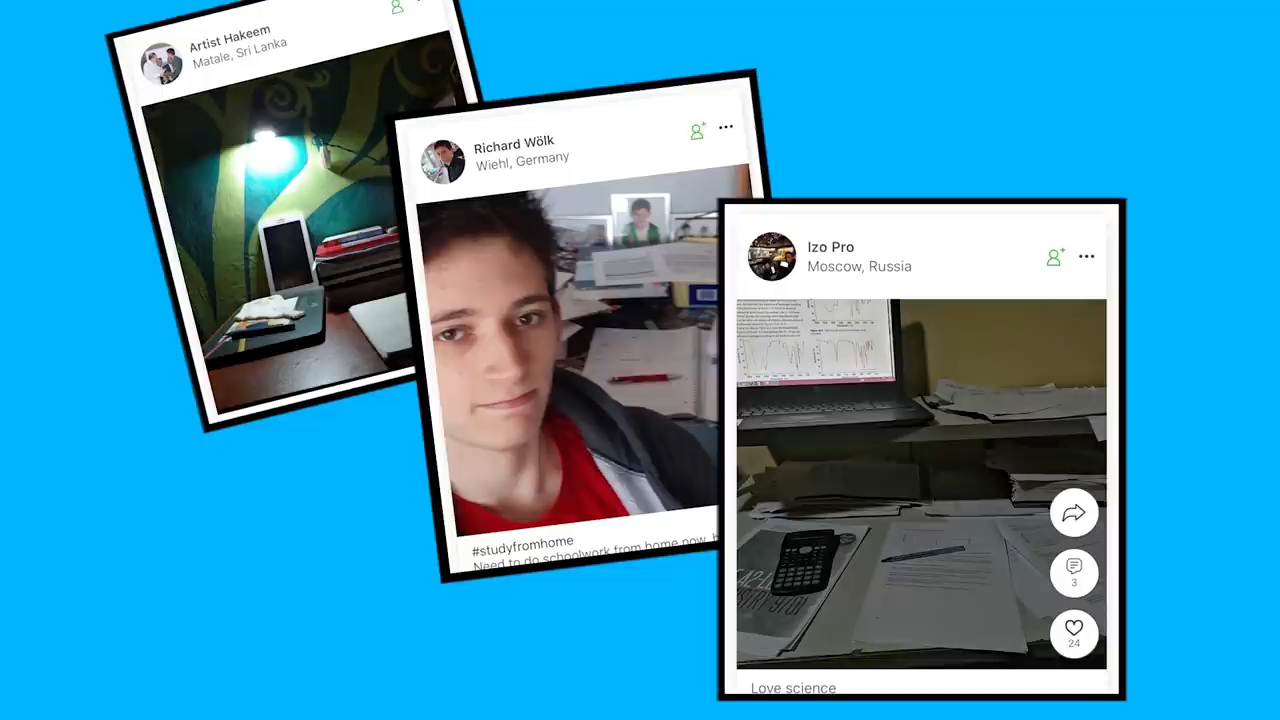 Artist Hakeem
Matale, Sri Lanka
Richard Wölk
Wiehl, Germany
#studyfromhome
Need to do schoolwork from home now,
Izo Pro
Moscow, Russia
3
24
Love science